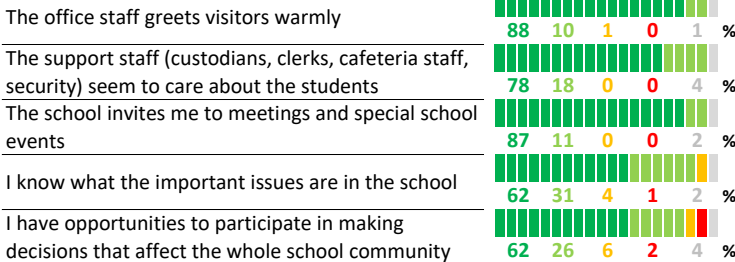 The office staff greets visitors warmly
88 10 1 0 1 %
The support staff (custodians, clerks, cafeteria staff,
security) seem to care about the students
78 18 0 0 4 %
The school invites me to meetings and special school
events
87 11 0 0 2 %
I know what the important issues are in the school
62 31 4 1 2 %
I have opportunities to participate in making
decisions that affect the whole school community
62 26 6 2 4 %